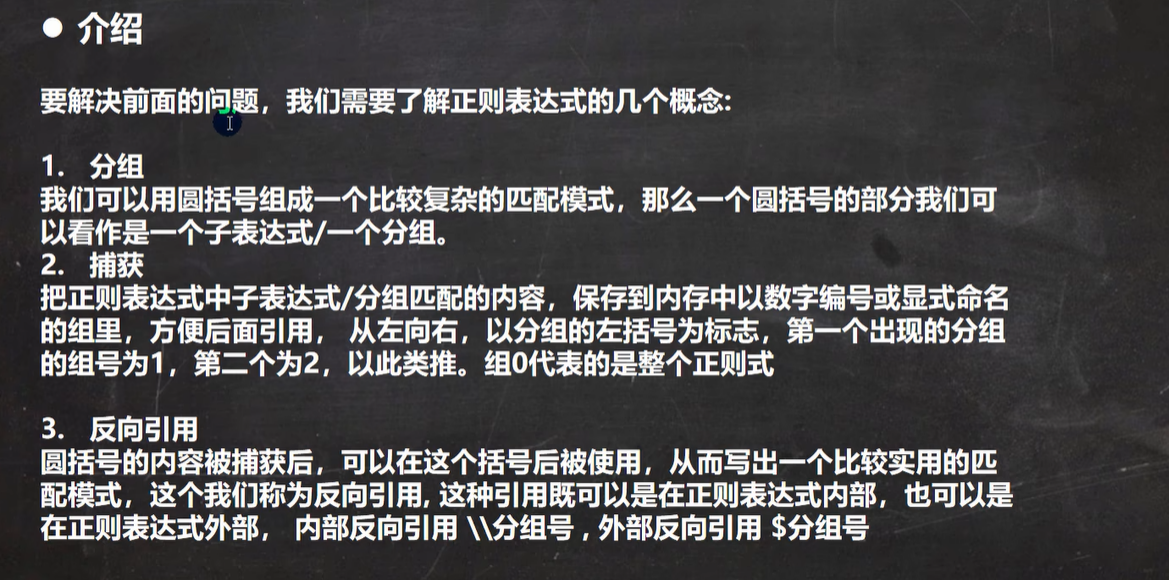 ● 介绍
要解决前面的问题，我们需要了解正则表达式的几个概念:
1. 分组
我们可以用圆括号组成一个比较复杂的匹配模式，那么一个圆括号的部分我们可
以看作是一个子表达式/一个分组。
2. 捕获
把正则表达式中子表达式/分组匹配的内容，保存到内存中以数字编号或显式命名
的组里，方便后面引用， 从左向右，以分组的左括号为标志，第一个出现的分组
的组号为1，第二个为2，以此类推。组0代表的是整个正则式
3. 反向引用
圆括号的内容被捕获后，可以在这个括号后被使用，从而写出一个比较实用的匹
配模式，这个我们称为反向引用, 这种引用既可以是在正则表达式内部，也可以是
在正则表达式外部， 内部反向引用 \\分组号 , 外部反向引用 $分组号